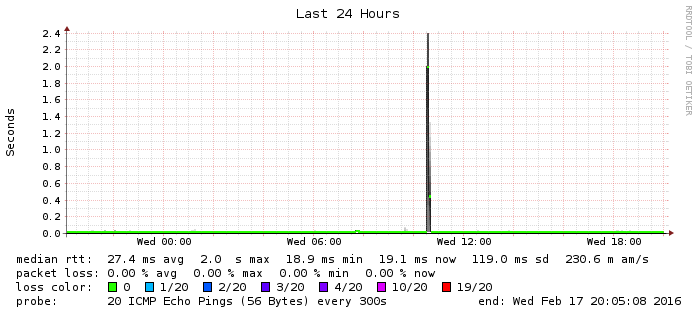 Last 24 Hours
RRDTOOL / TOBI OETIKER
Seconds
2.4
2.2
2.0
1.8
1.6
1.4
1.2
1.0
0.8
0.6
0.4
0.2
0.0
Wed 00:00 Wed 06:00 Wed 12:00 Wed 18:00
median rtt: 27.4 ms avg 2.0 s max 18.9 ms min 19.1 ms now 119.0 ms sd 230.6 m am/s
packet loss: 0.00 % avg 0.00 % max 0.00 % min 0.00 % now
loss color: 0 1/20 2/20 3/20 4/20 10/20 19/20
probe: 20 ICMP Echo Pings (56 Bytes) every 300s end: Wed Feb 17 20:05:08 2016